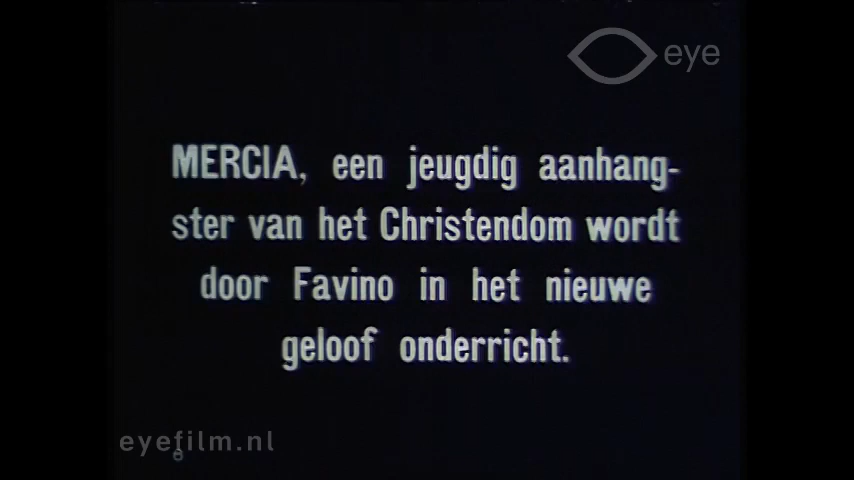 eye
MERCIA, een jeugdig aanhang-
ster van het Christendom wordt
door Favino in het nieuwe
geloof onderricht.
eyefilm.nl